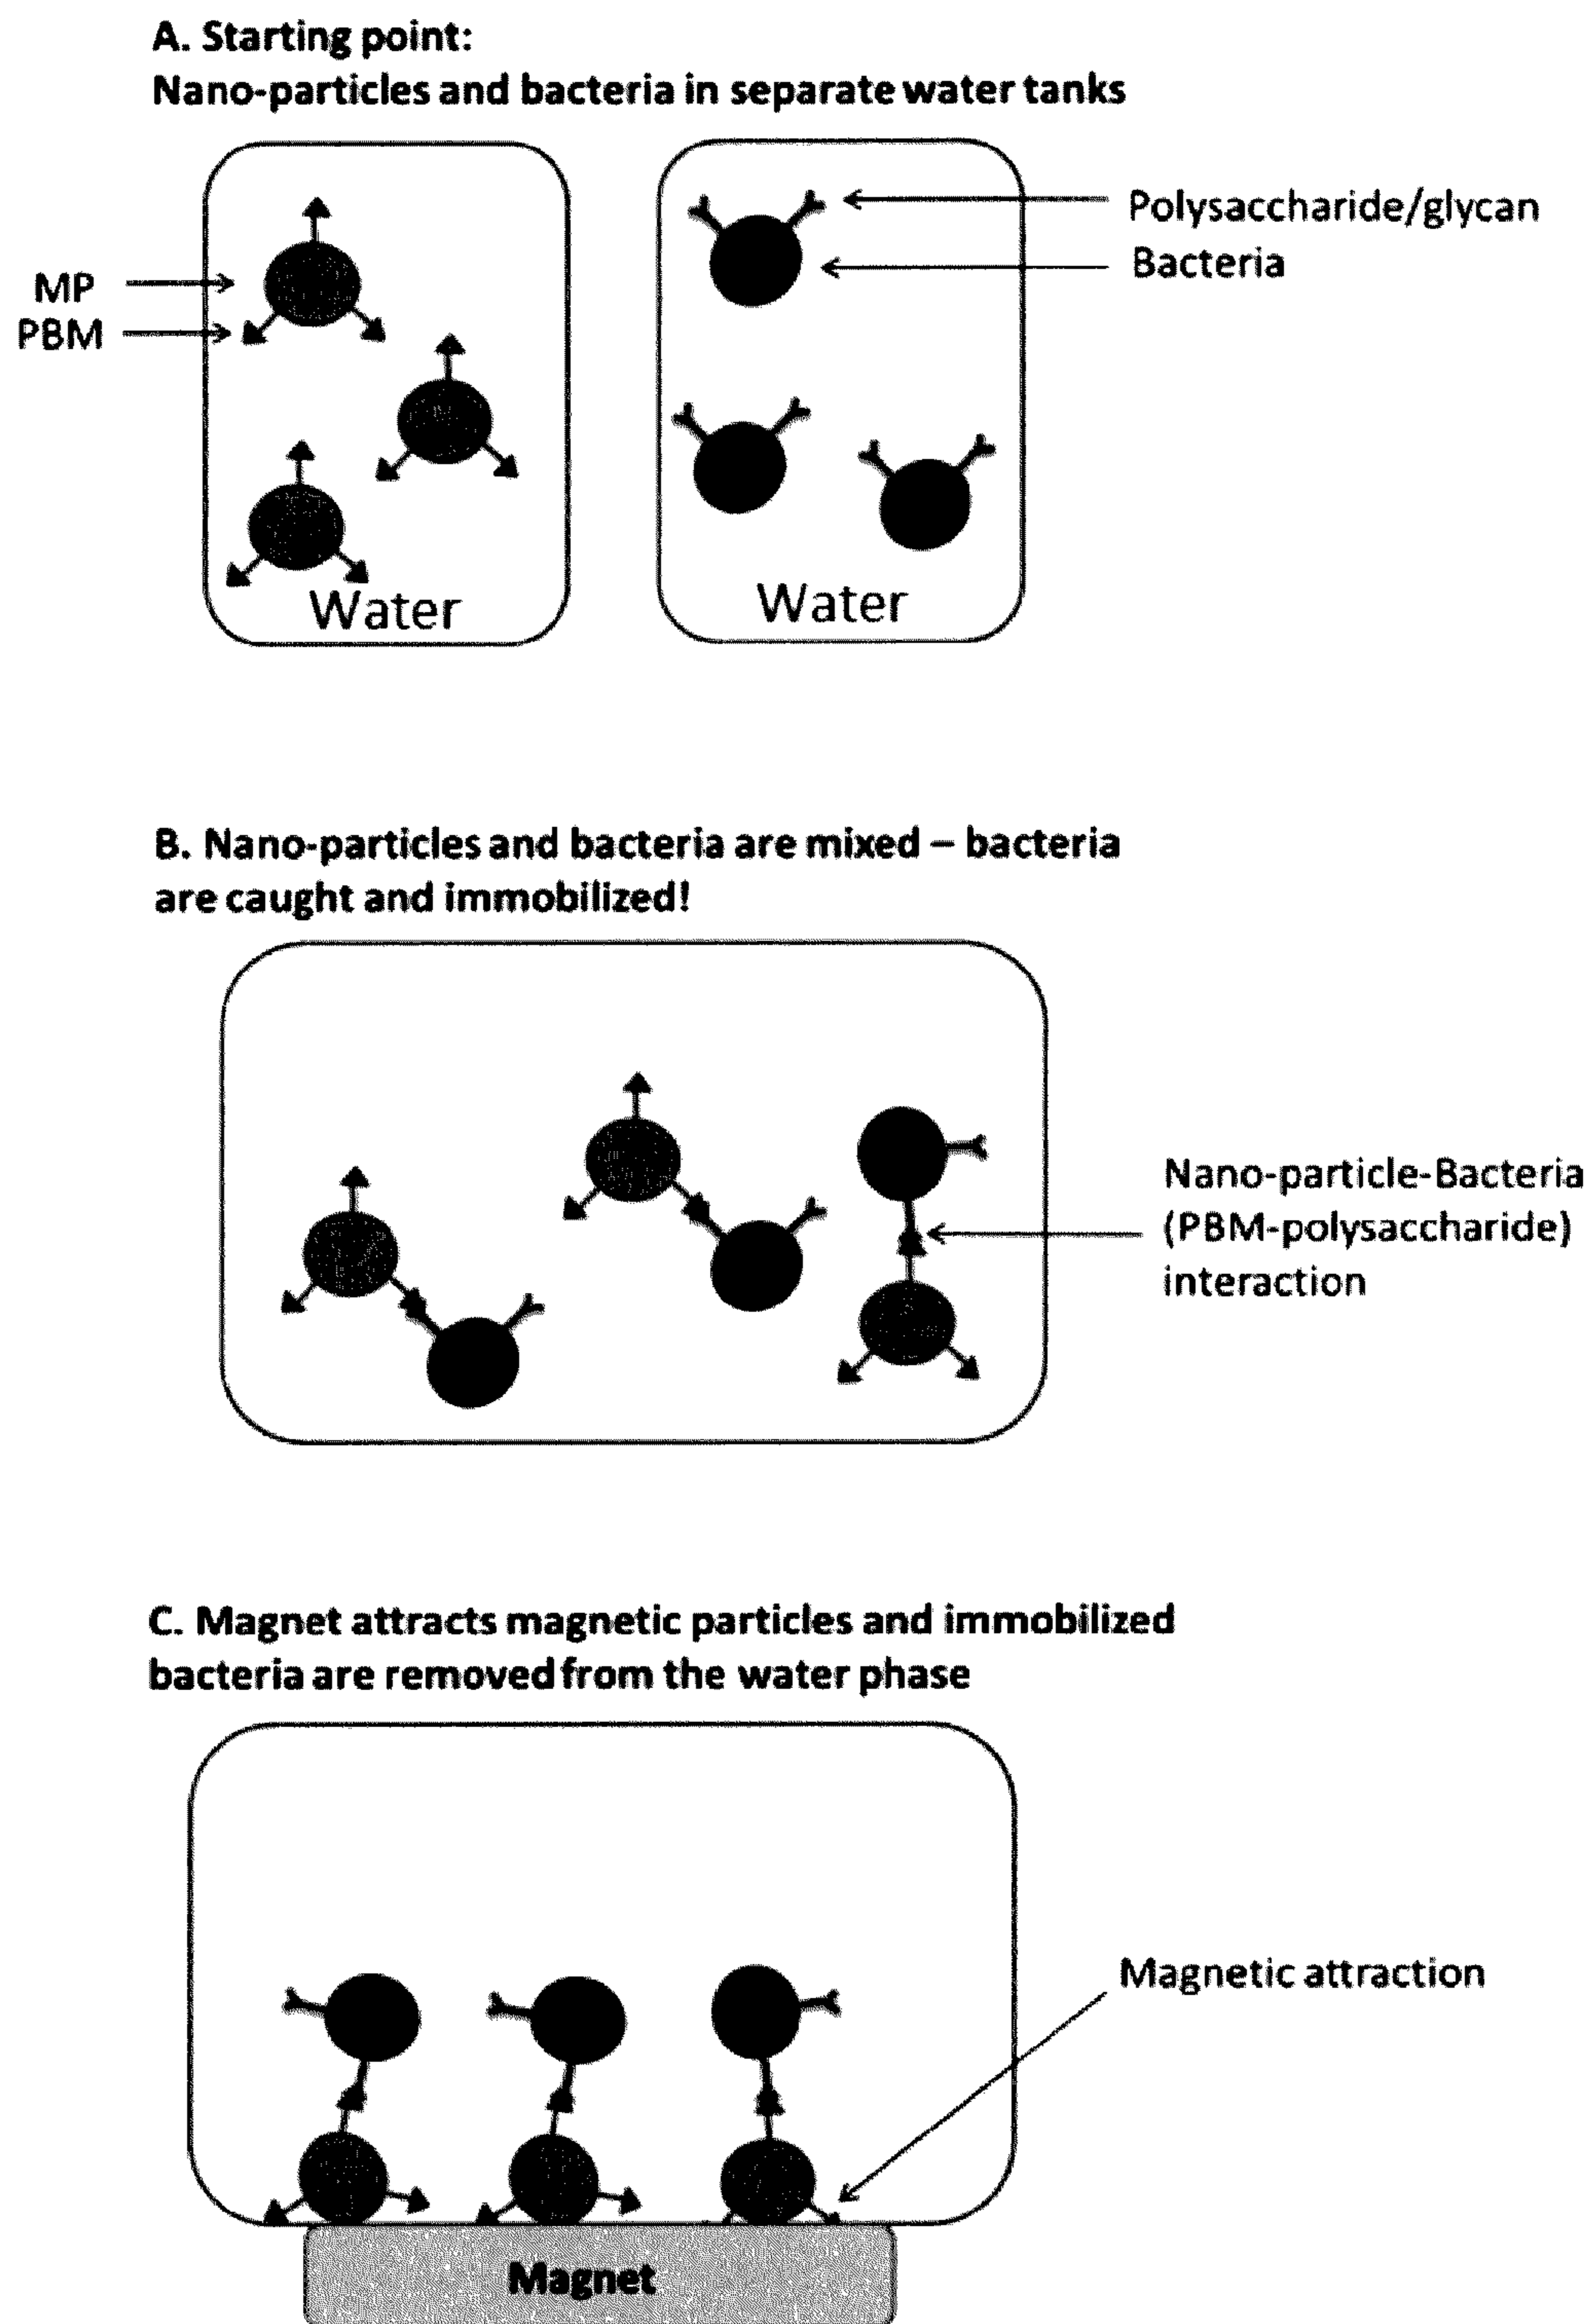 A. Starting point:
Nano-particles and bacteria in separate water tanks
MP
PBM
Polysaccharide/glycan
Bacteria
Water
Water
B. Nano-particles and bacteria are mixed – bacteria
are caught and immobilized!
Nano-particle-Bacteria
(PBM-polysaccharide)
interaction
C. Magnet attracts magnetic particles and immobilized
bacteria are removed from the water phase
Magnetic attraction
Magnet